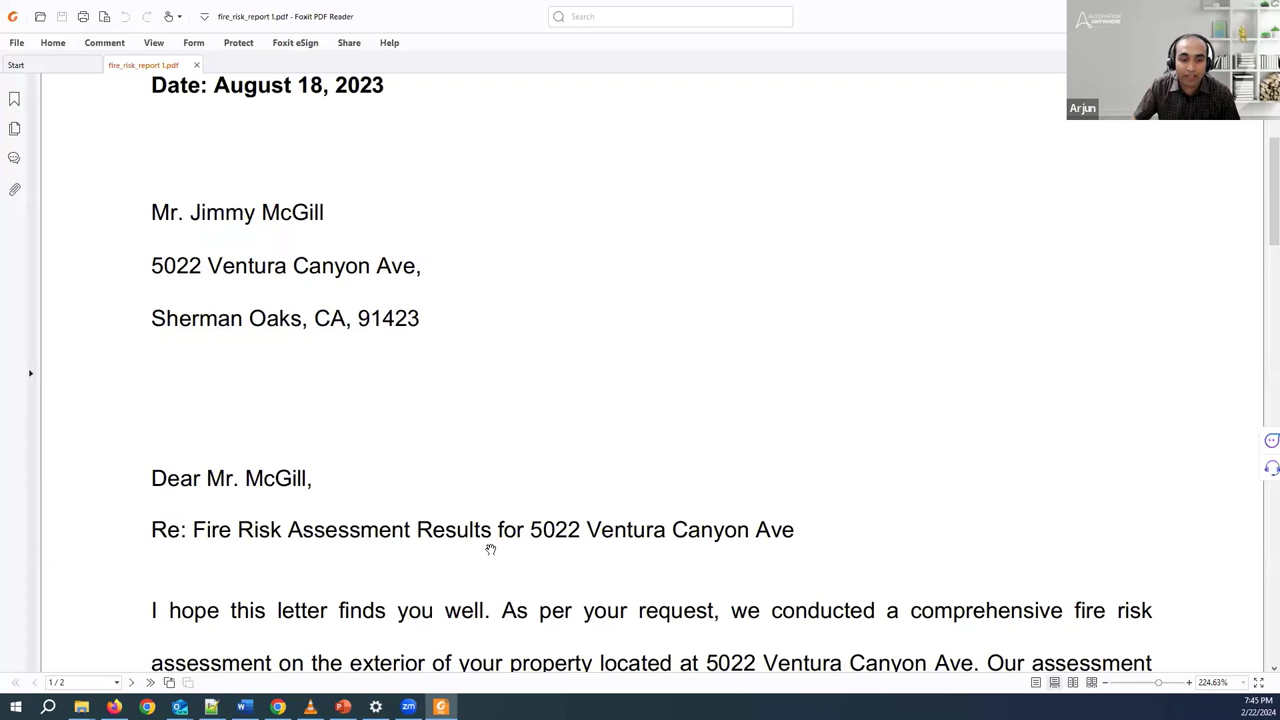 fire_risk_report 1.pdf - Foxit PDF Reader
Search
AUTOMATION
ANYWHERE
File Home Comment View Form Protect Foxit eSign Share Help
Start fire_risk_report 1.pdf
Arjun
Date: August 18, 2023
Mr. Jimmy McGill
5022 Ventura Canyon Ave,
Sherman Oaks, CA, 91423
Dear Mr. McGill,
Re: Fire Risk Assessment Results for 5022 Ventura Canyon Ave
I hope this letter finds you well. As per your request, we conducted a comprehensive fire risk
assessment on the exterior of your property located at 5022 Ventura Canyon Ave. Our assessment
1 / 2
224.63%
7:45 PM
2/22/2024